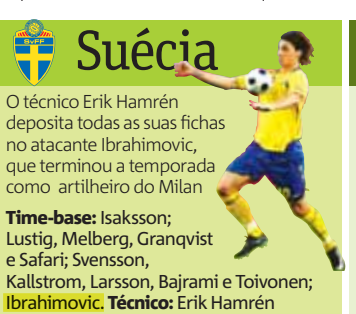 SvFF
Suécia
O técnico Erik Hamrén
deposita todas as suas fichas
no atacante Ibrahimovic,
que terminou a temporada
como artilheiro do Milan
Time-base: Isaksson;
Lustig, Melberg, Granqvist
e Safari; Svensson,
Kallstrom, Larsson, Bajrami e Toivonen;
Ibrahimovic. Técnico: Erik Hamrén